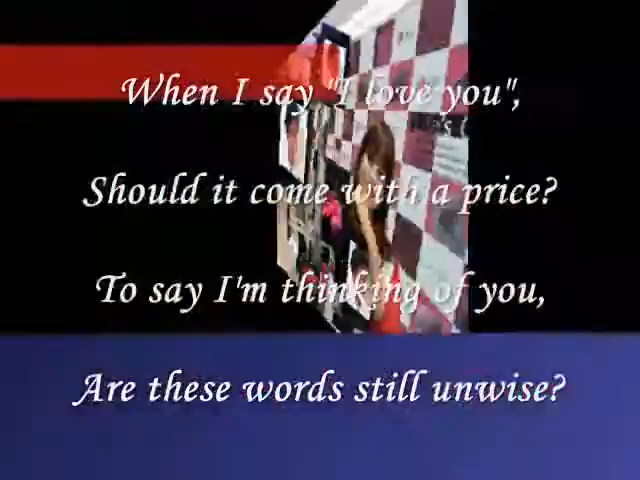 When I say "I love you",
Should it come with a price?
To say I'm thinking of you,
Are these words still unwise?